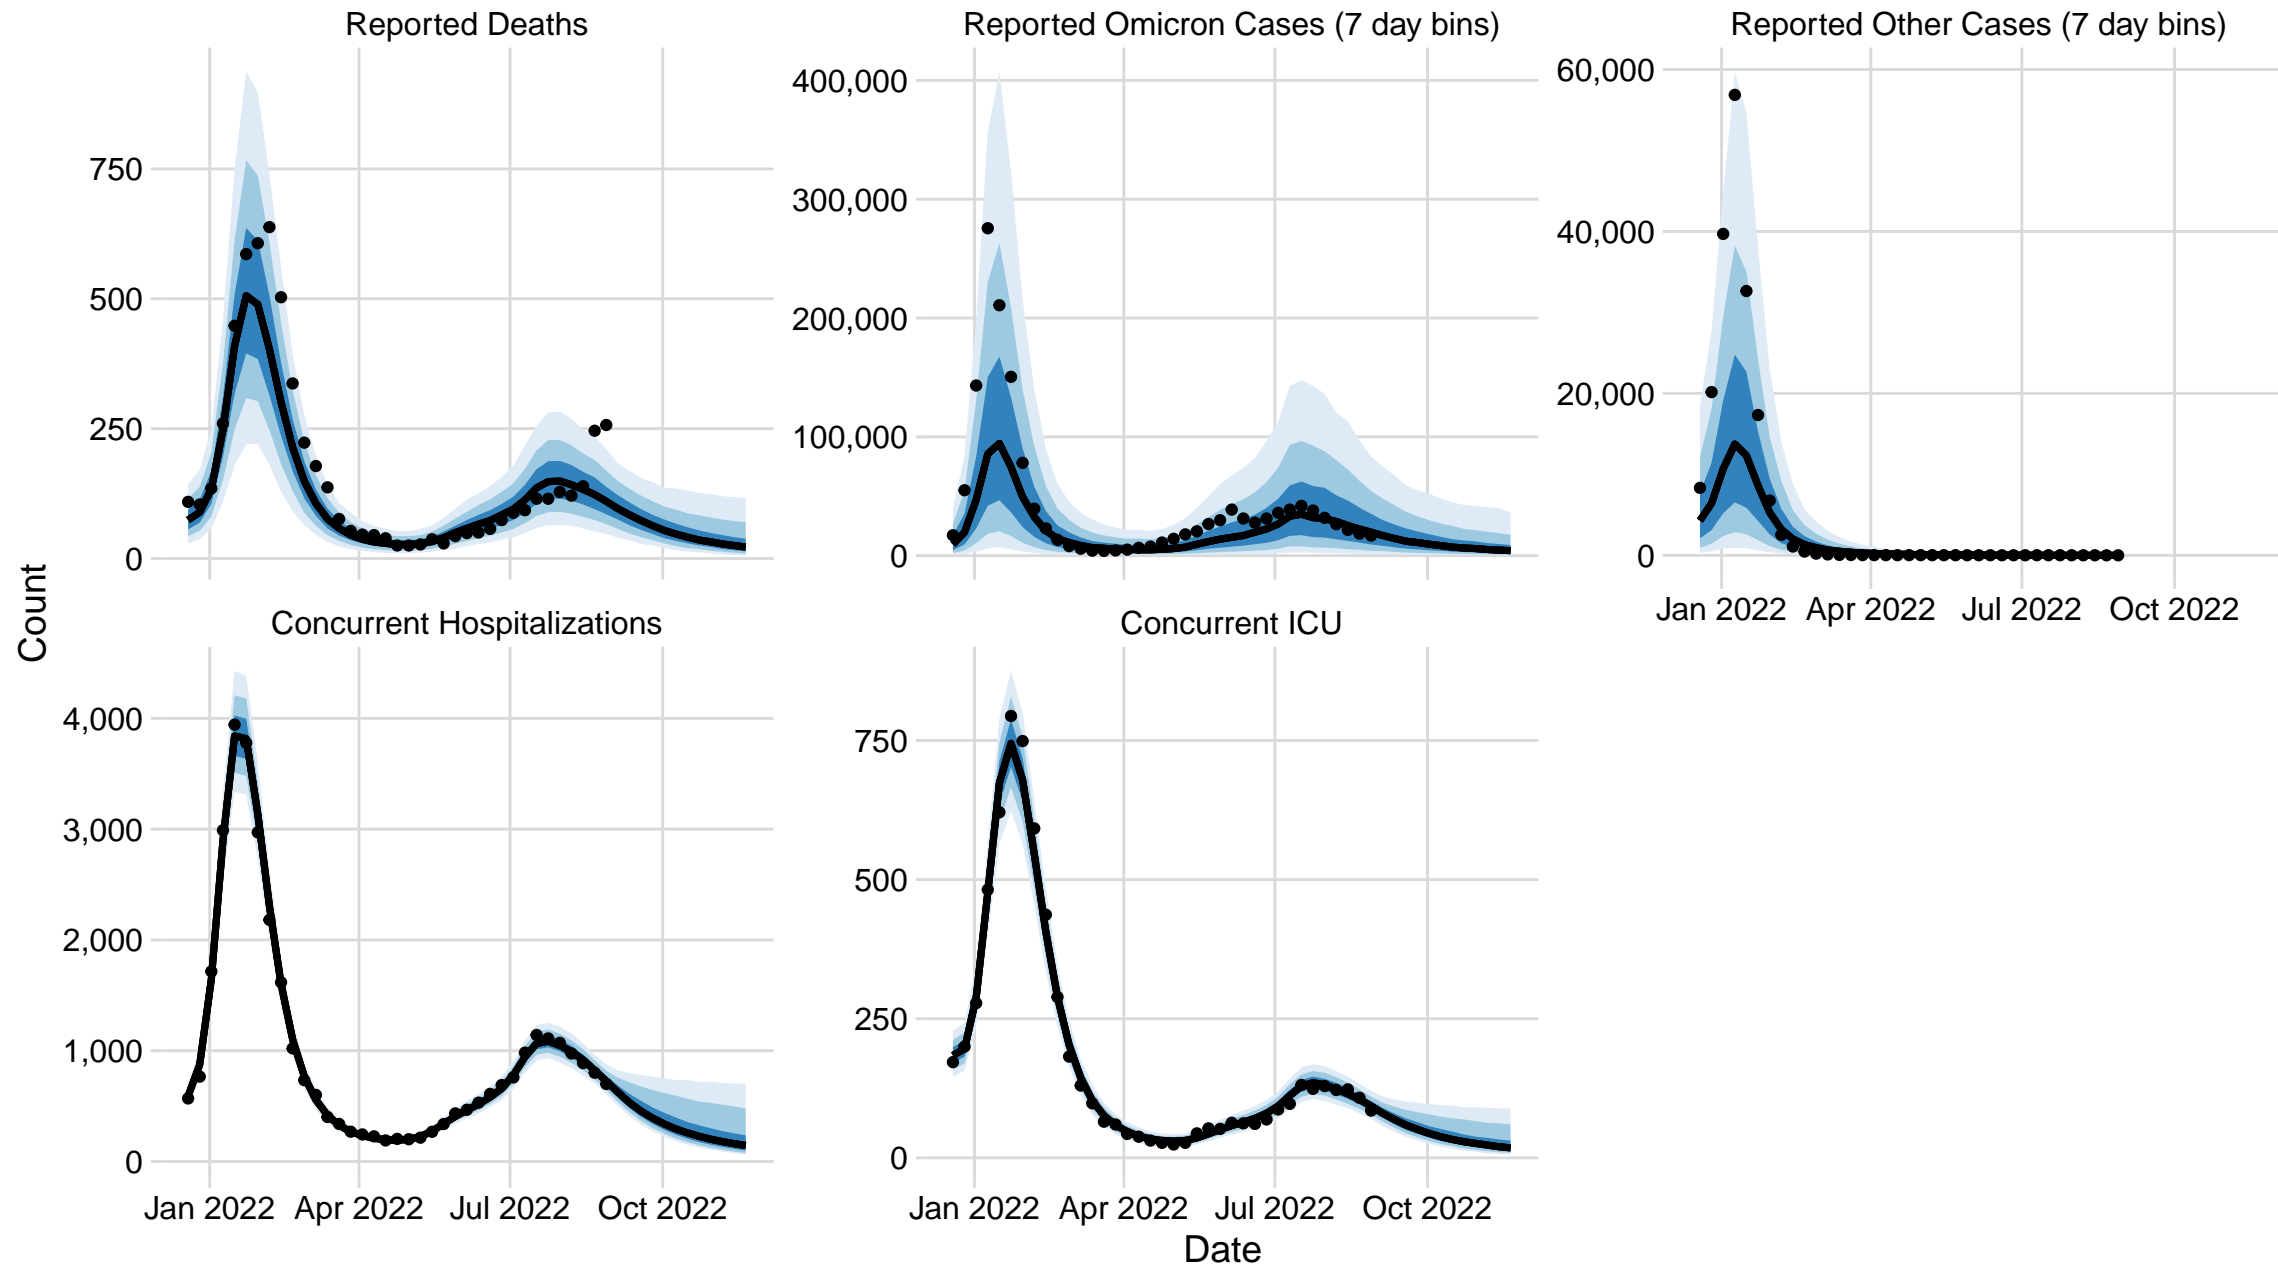 Reported Deaths
Reported Omicron Cases (7 day bins)
Reported Other Cases (7 day bins)
750
500
250
0
400,000
300,000
200,000
100,000
0
60,000
40,000
20,000
0
Jan 2022 Apr 2022 Jul 2022 Oct 2022
Count
Concurrent Hospitalizations
Concurrent ICU
4,000
3,000
2,000
1,000
0
750
500
250
0
Jan 2022 Apr 2022 Jul 2022 Oct 2022
Jan 2022 Apr 2022 Jul 2022 Oct 2022
Date